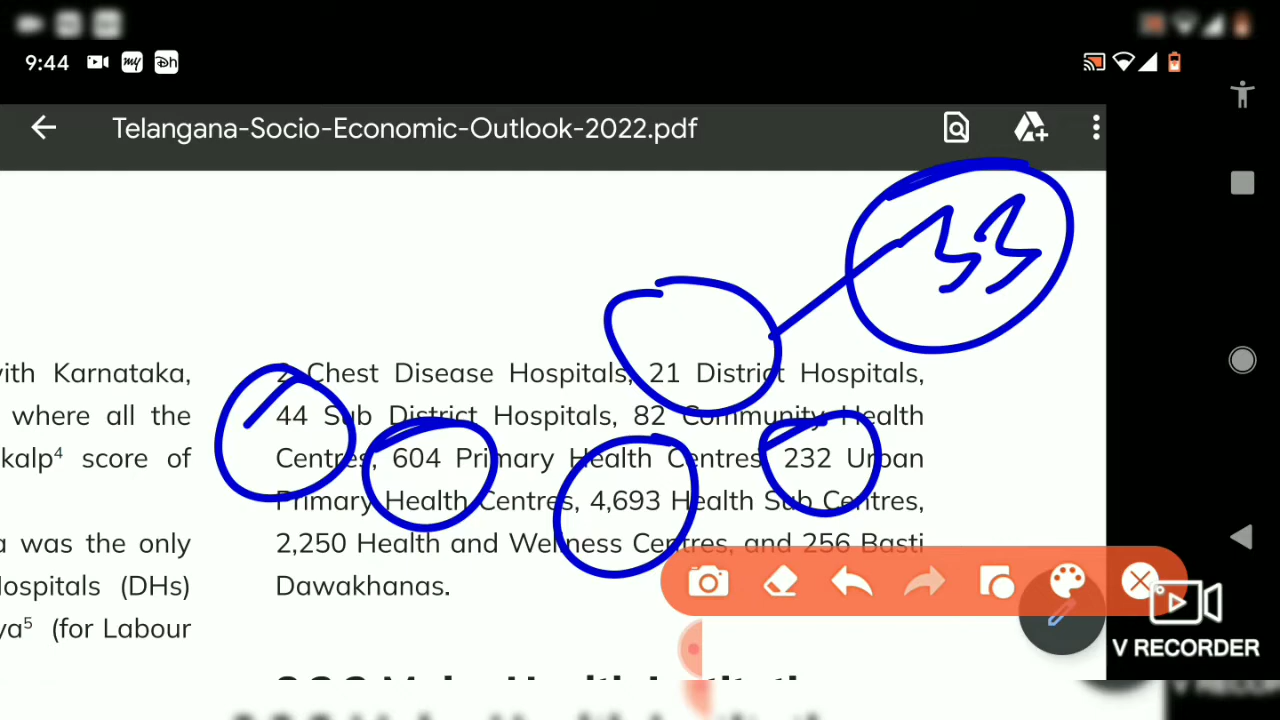 9:44
Telangana-Socio-Economic-Outlook-2022.pdf
33
with Karnataka,
where all the
kalp⁴ score of
a was the only
Hospitals (DHs)
ya⁵ (for Labour
2 Chest Disease Hospitals, 21 District Hospitals,
44 Sub District Hospitals, 82 Community Health
Centres, 604 Primary Health Centres, 232 Urban
Primary Health Centres, 4,693 Health Sub Centres,
2,250 Health and Wellness Centres, and 256 Basti
Dawakhanas.
V RECORDER